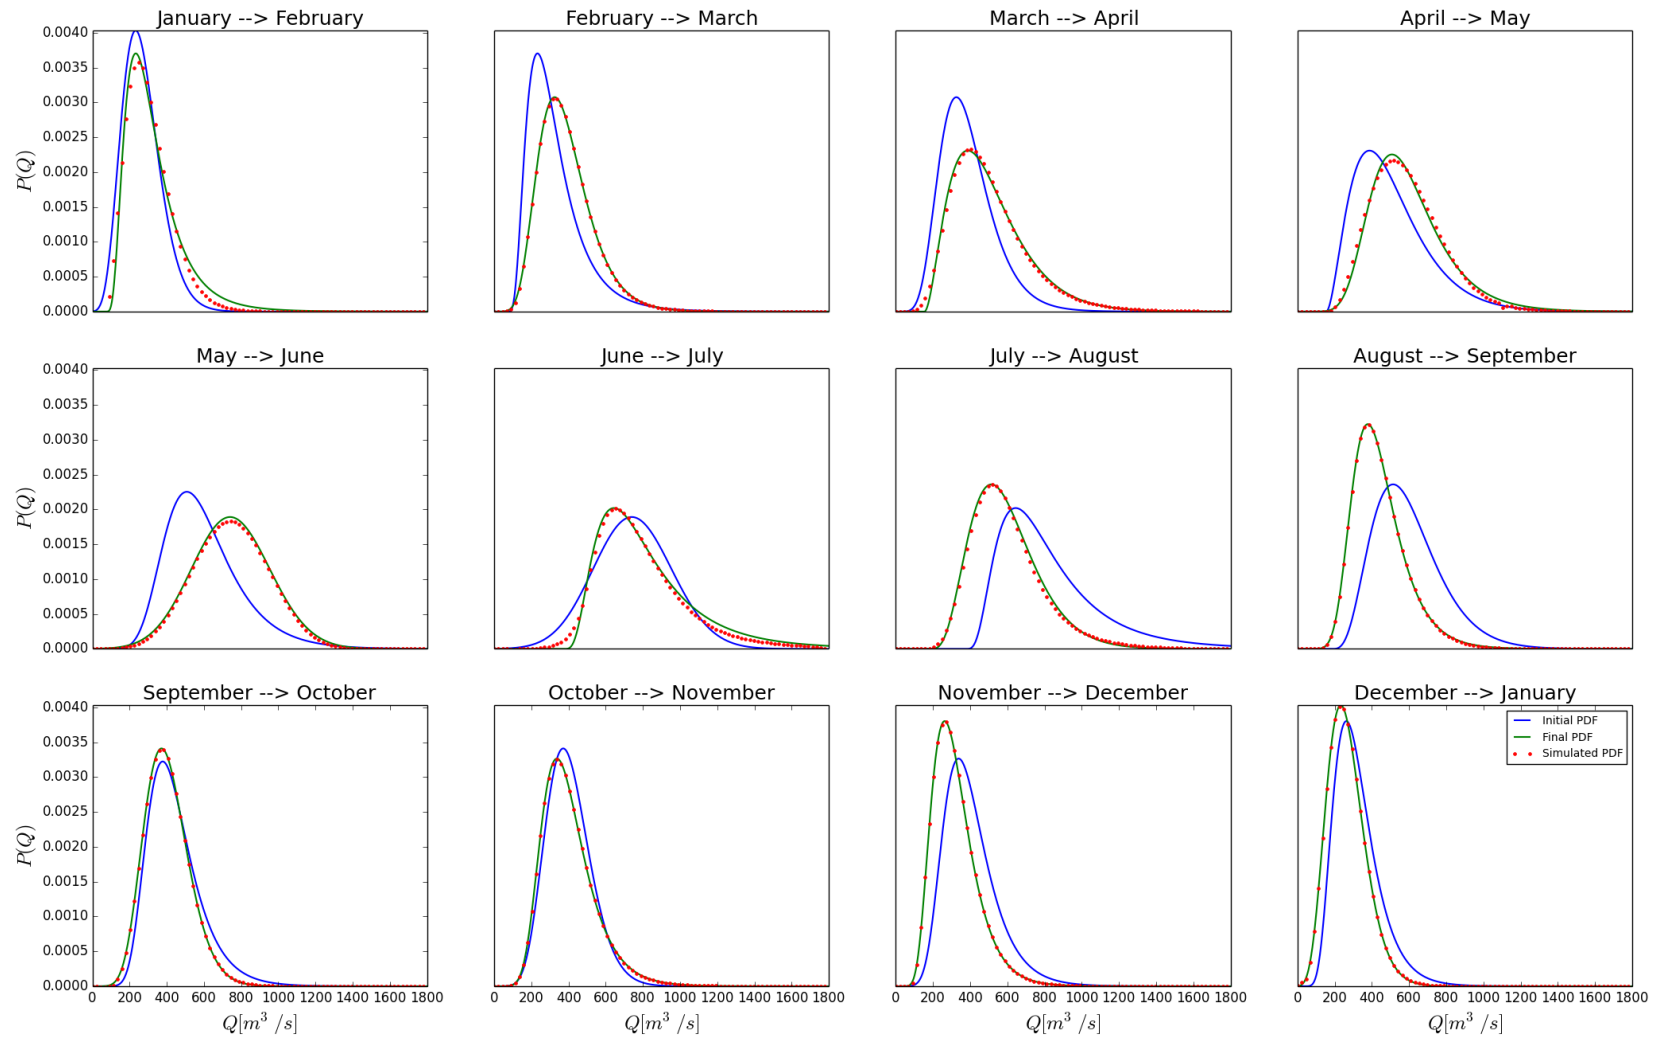 January --> February
February --> March
March --> April
April --> May
0.0040
0.0035
0.0030
0.0025
0.0020
0.0015
0.0010
0.0005
0.0000
P(Q)
May --> June
June --> July
July --> August
August --> September
0.0040
0.0035
0.0030
0.0025
0.0020
0.0015
0.0010
0.0005
0.0000
P(Q)
September --> October
October --> November
November --> December
December --> January
0.0040
0.0035
0.0030
0.0025
0.0020
0.0015
0.0010
0.0005
0.0000
P(Q)
Initial PDF
Final PDF
Simulated PDF
0 200 400 600 800 1000 1200 1400 1600 1800
200 400 600 800 1000 1200 1400 1600 1800
0 200 400 600 800 1000 1200 1400 1600 1800
0 200 400 600 800 1000 1200 1400 1600 1800
Q[m³ /s]
Q[m³ /s]
Q[m³ /s]
Q[m³ /s]